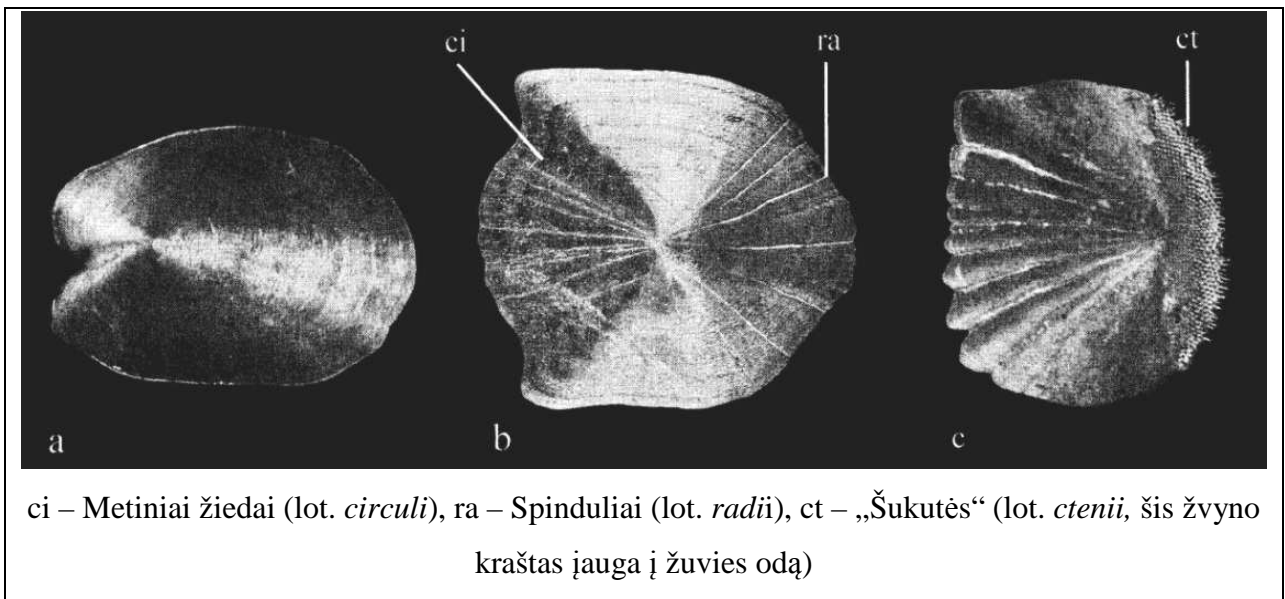 ci ra ct
a b c
ci – Metiniai žiedai (lot. circuli), ra – Spinduliai (lot. radii), ct – „Šukutės“ (lot. ctenii, šis žvyno
kraštas įauga į žuvies odą)